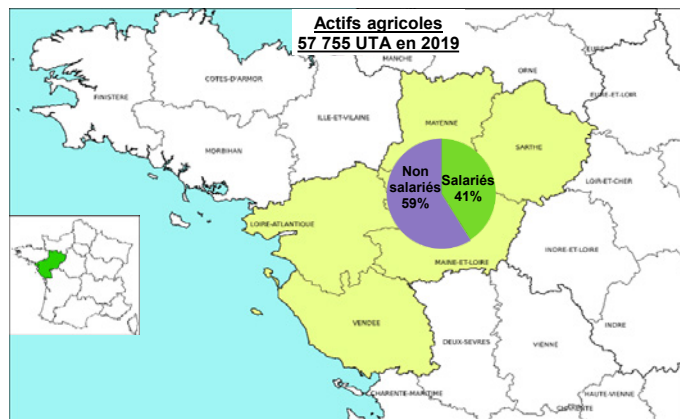 Actifs agricoles
57 755 UTA en 2019
MANCHE
ORNE
EURE
COTES-D'ARMOR
EURE-ET-LOIR
FINISTERE
ILLE-ET-VILAINE
MAYENNE
MORBIHAN
SARTHE
Non
salariés
59%
Salariés
41%
LOIR-ET-CHER
LOIRE-ATLANTIQUE
INDRE-ET-LOIRE
MAINE-ET-LOIRE
VENDEE
INDRE
DEUX-SEVRES
VIENNE
CHARENTE-MARITIME
HAUTE-VIENNE
CHARENTE